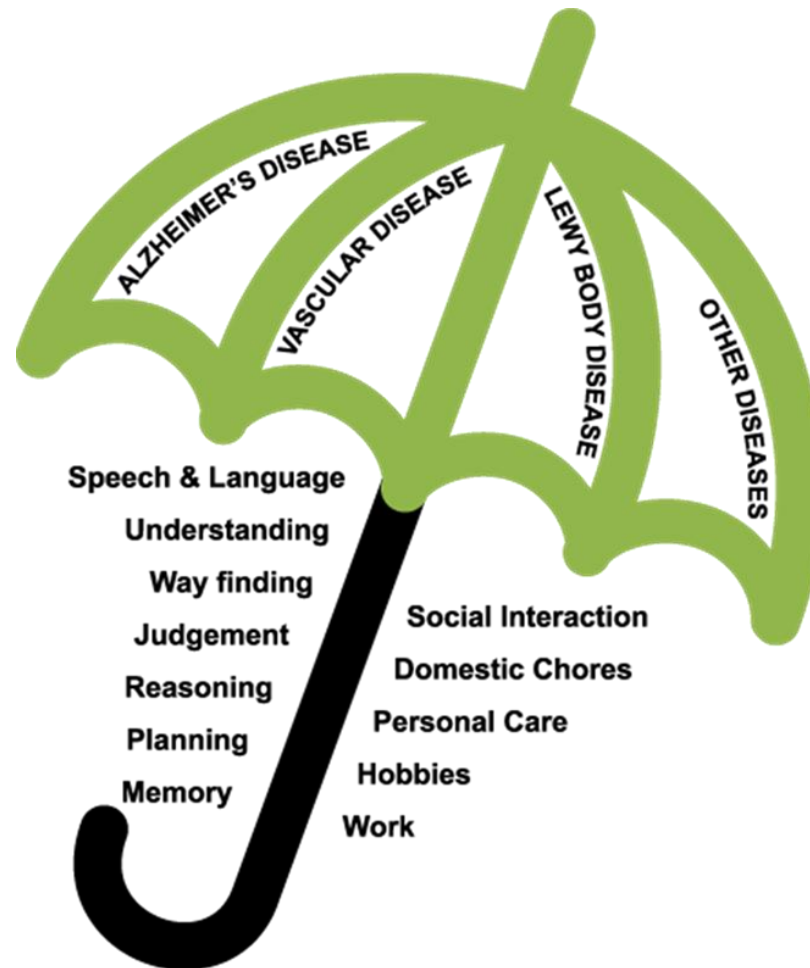 ALZHEIMER'S DISEASE
VASCULAR DISEASE
LEWY BODY DISEASE
OTHER DISEASES
Speech & Language
Understanding
Way finding
Judgement
Reasoning
Planning
Memory
Social Interaction
Domestic Chores
Personal Care
Hobbies
Work